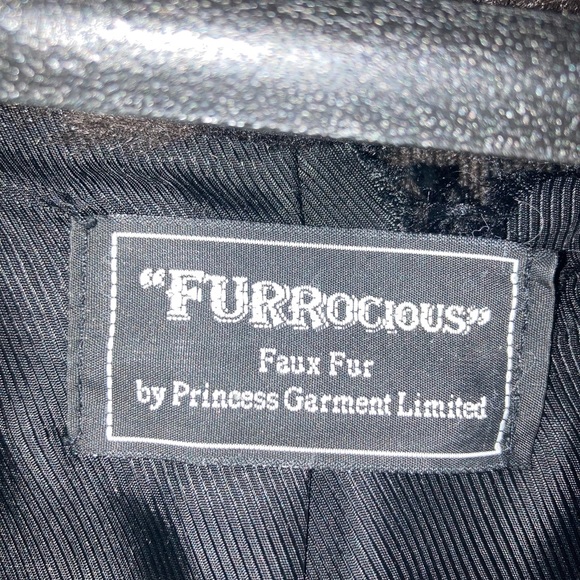 “FURROCIOUS”
Faux Fur
by Princess Garment Limited